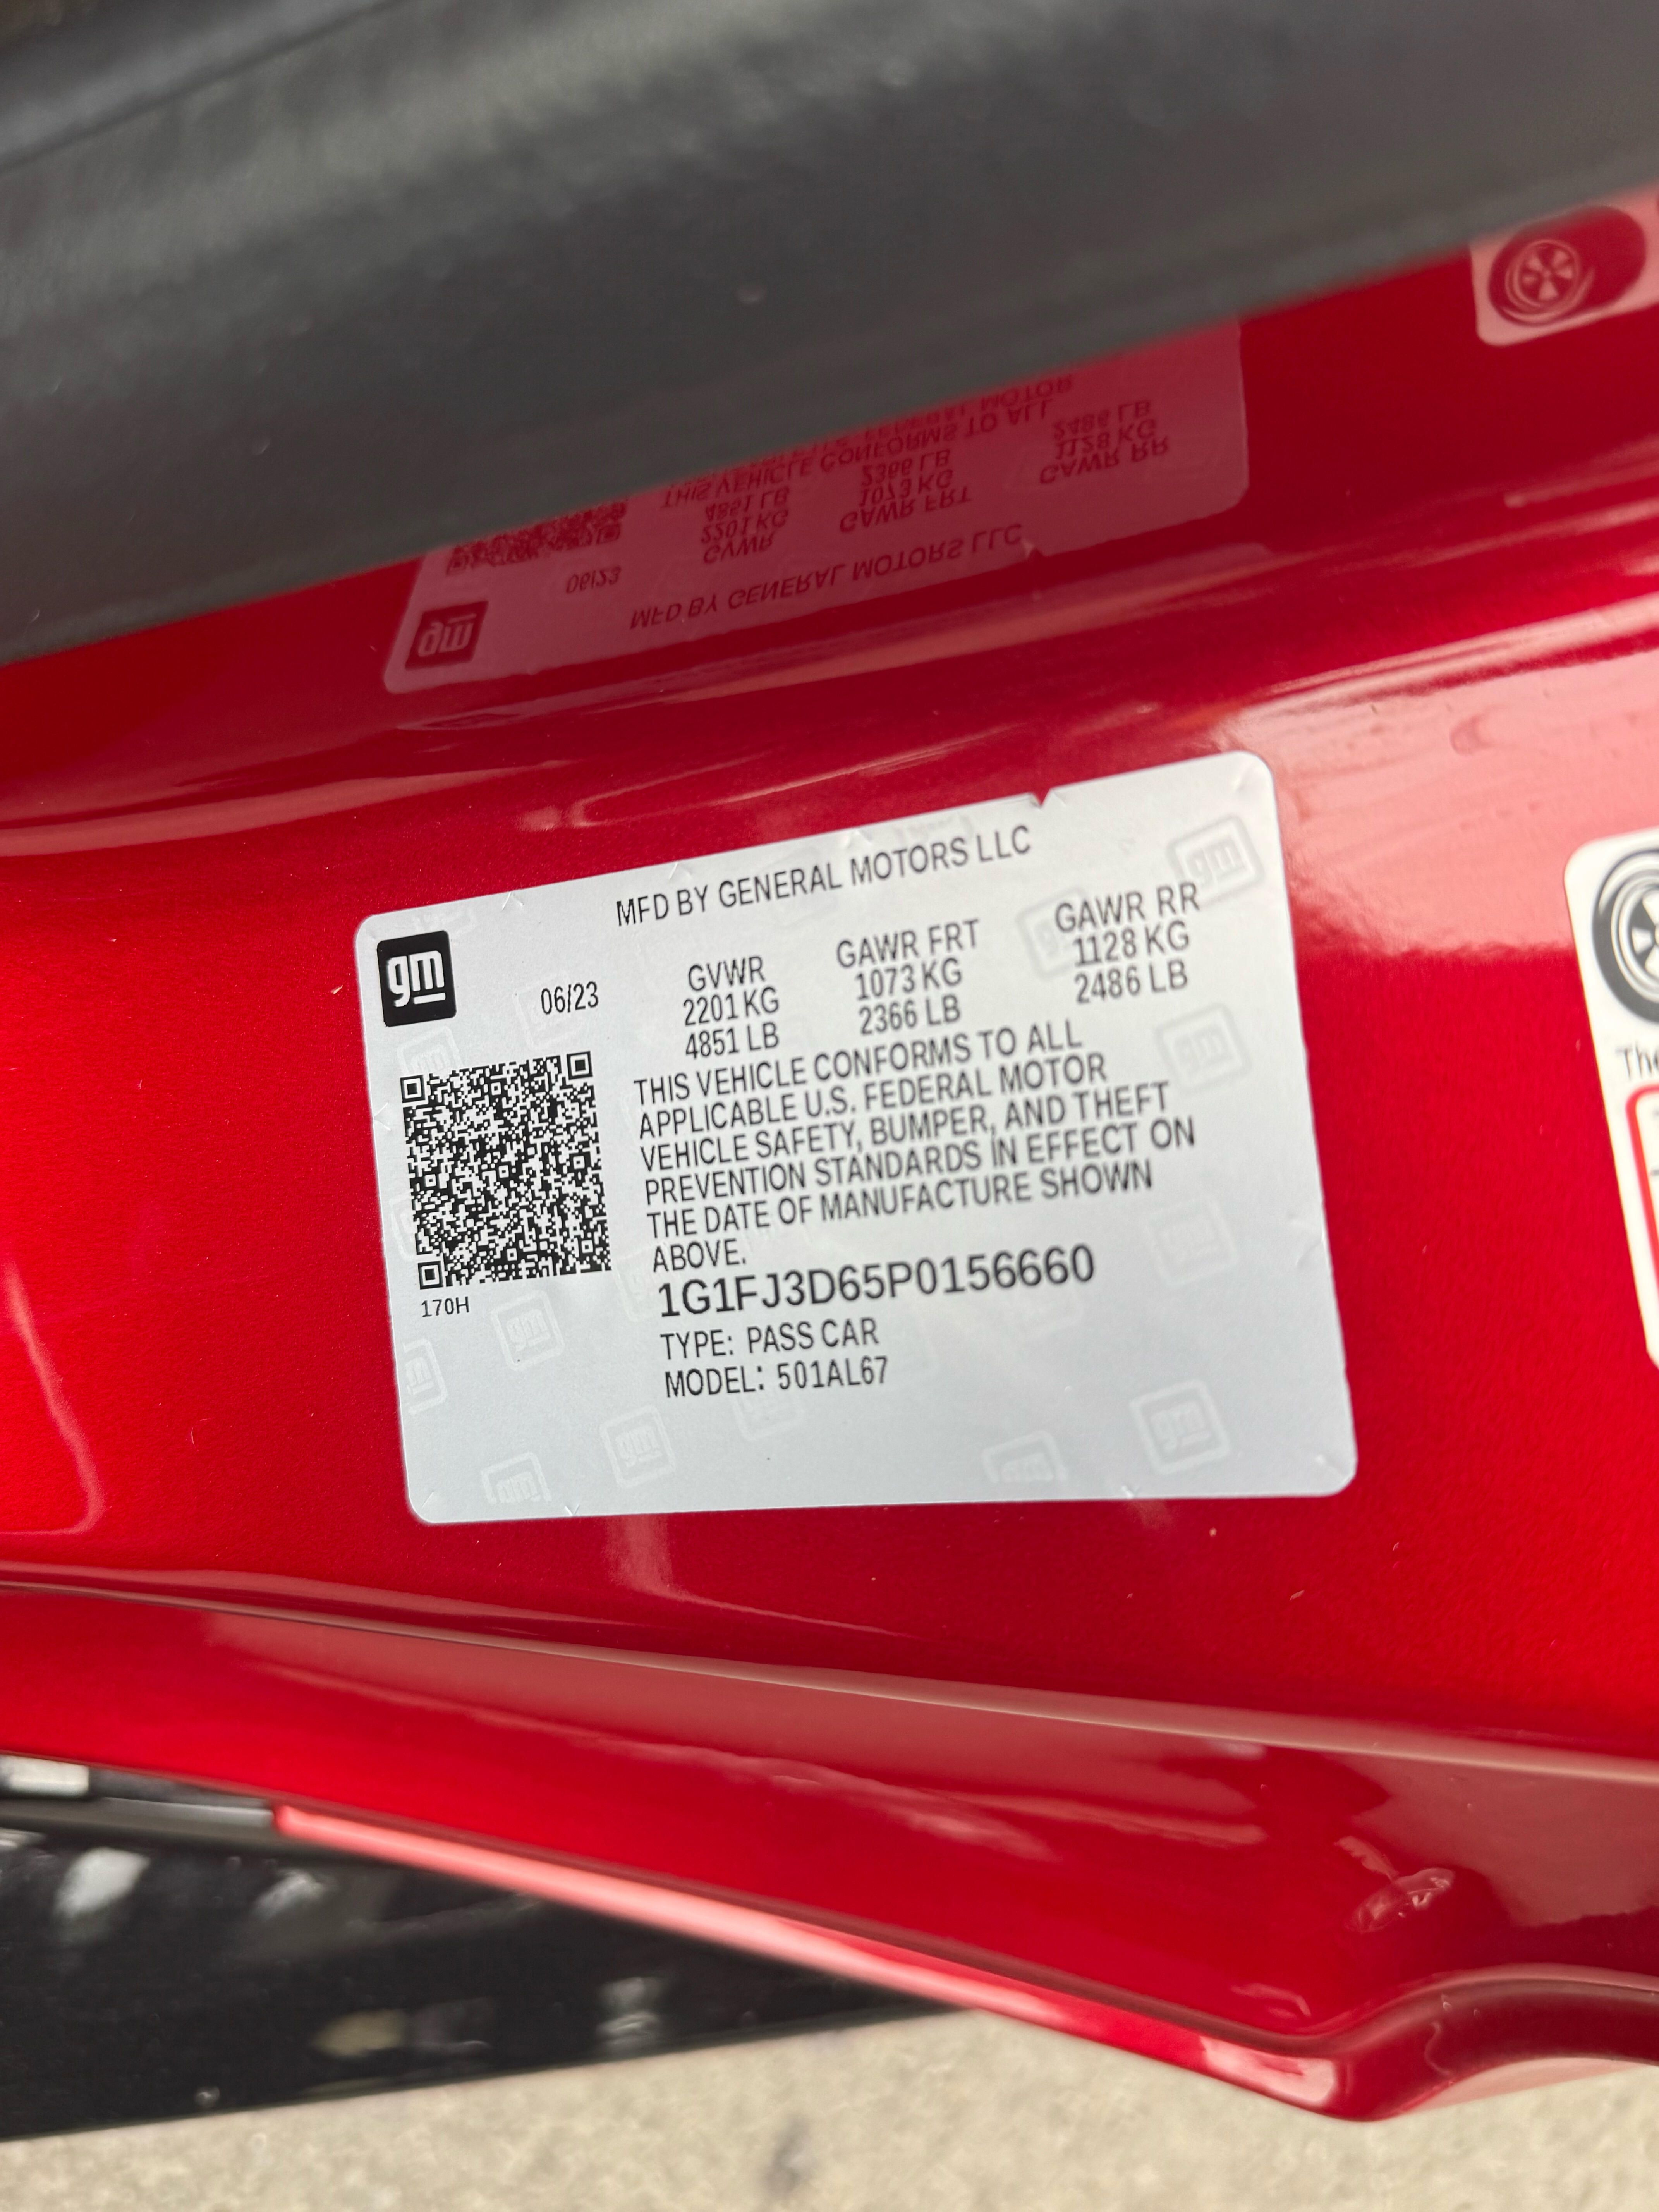 MFD BY GENERAL MOTORS LLC
gm
06/23
GVWR
2201 KG
4851 LB
GAWR FRT
1073 KG
2366 LB
GAWR RR
1128 KG
2486 LB
THIS VEHICLE CONFORMS TO ALL
APPLICABLE U.S. FEDERAL MOTOR
VEHICLE SAFETY, BUMPER, AND THEFT
PREVENTION STANDARDS IN EFFECT ON
THE DATE OF MANUFACTURE SHOWN
ABOVE.
1G1FJ3D65P0156660
TYPE: PASS CAR
MODEL: 501AL67
170H